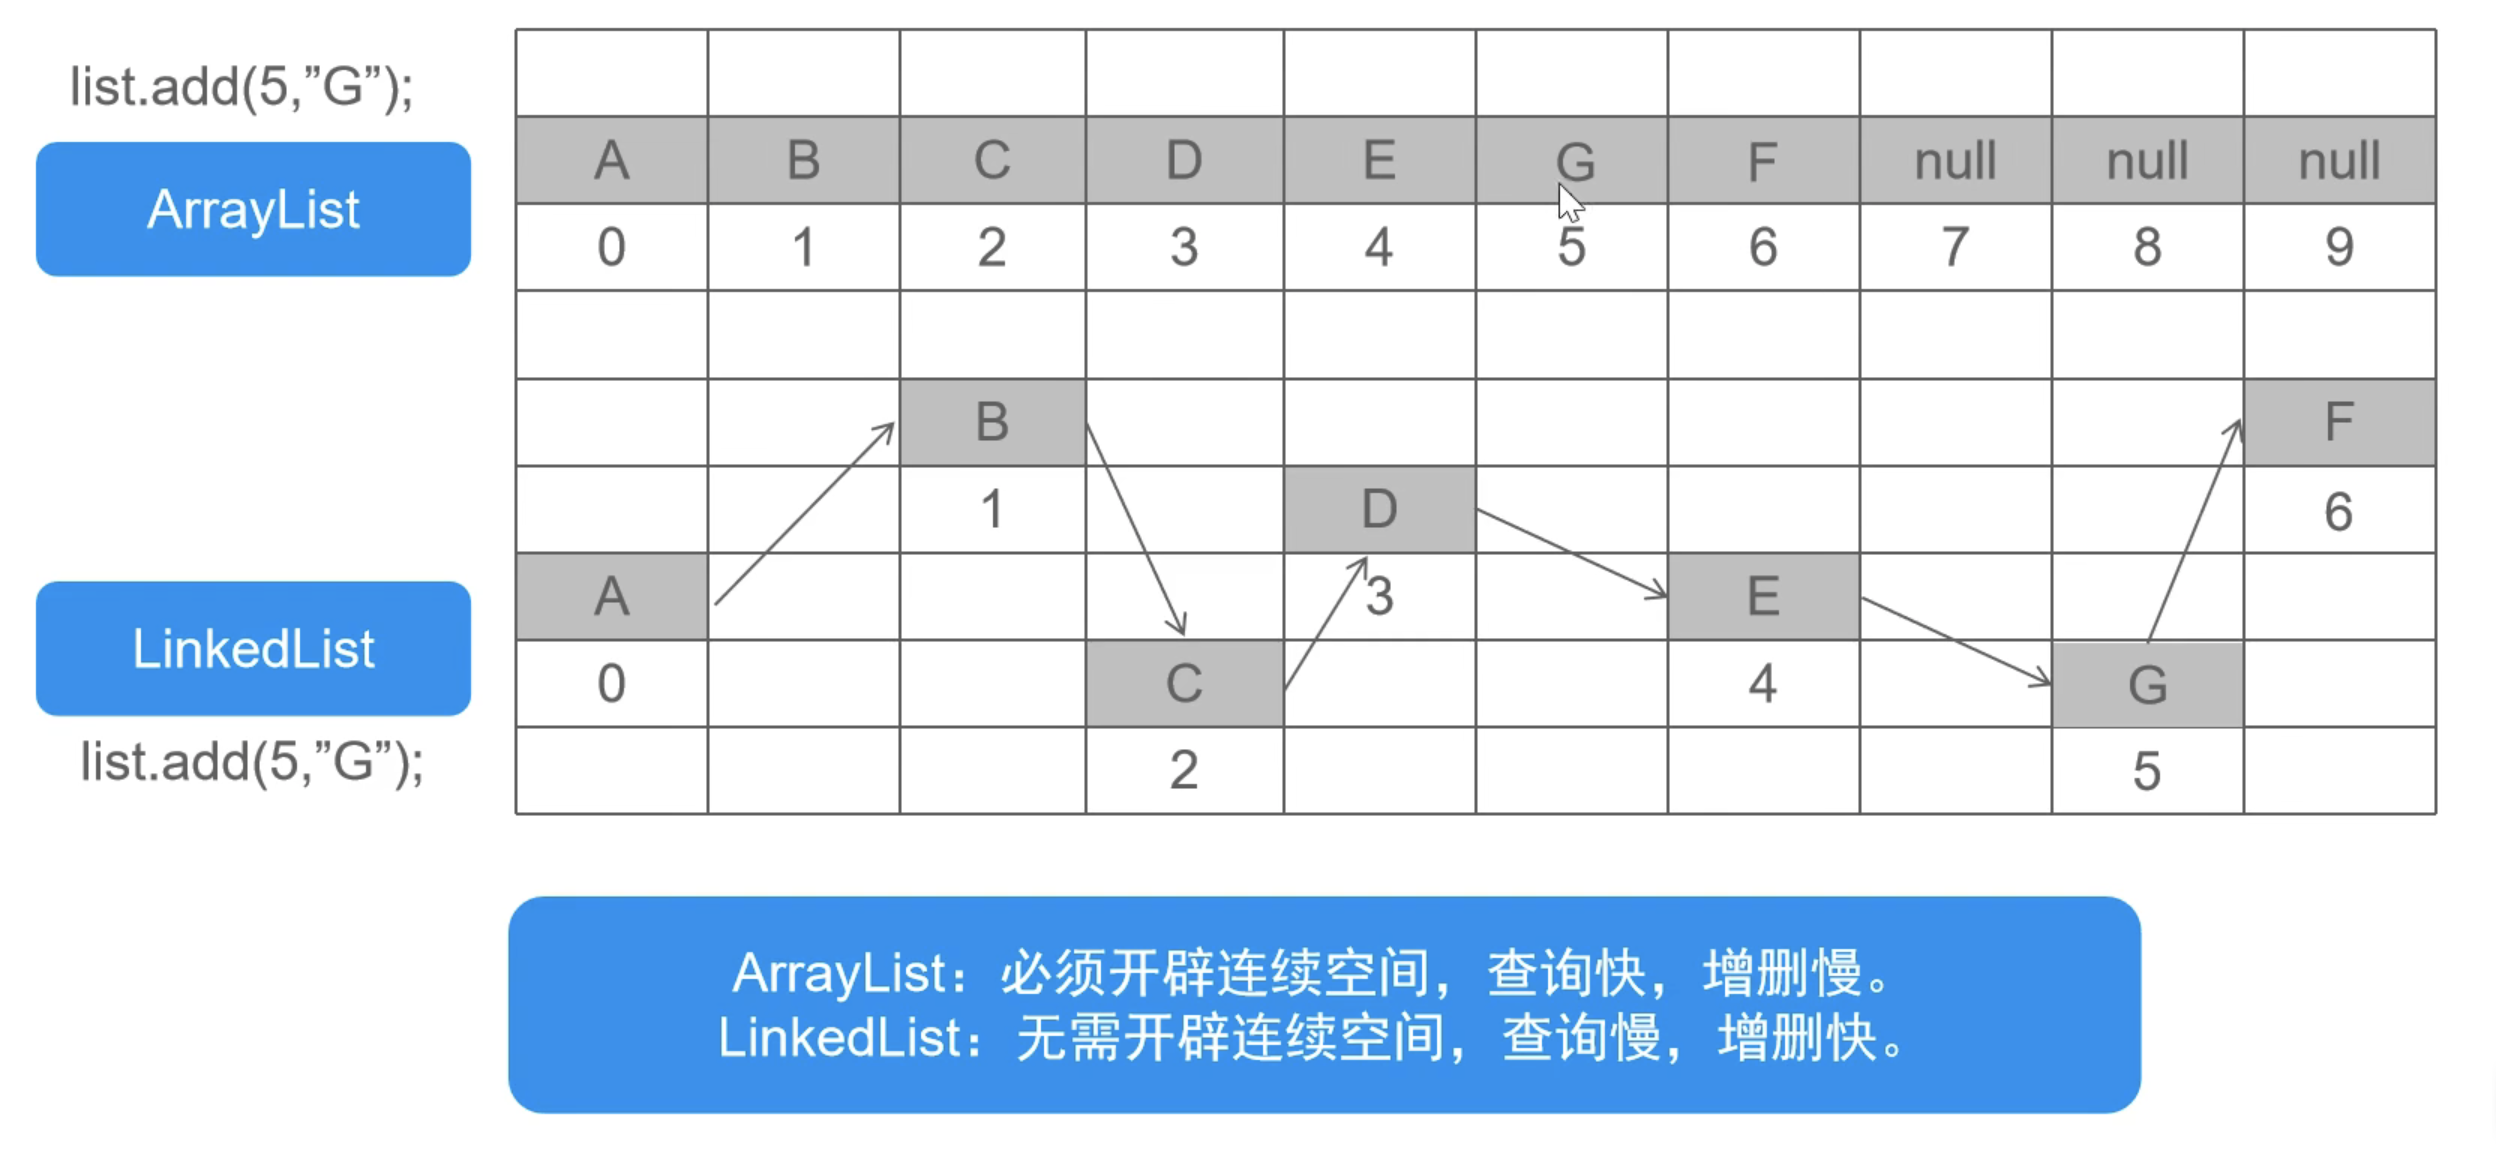 list.add(5,”G”);
ArrayList
A B C D E G F null null null
0 1 2 3 4 5 6 7 8 9
B F
1 D 6
A 3 E
LinkedList
0 C 4 G
list.add(5,”G”);
2 5
ArrayList：必须开辟连续空间，查询快，增删慢。
LinkedList：无需开辟连续空间，查询慢，增删快。